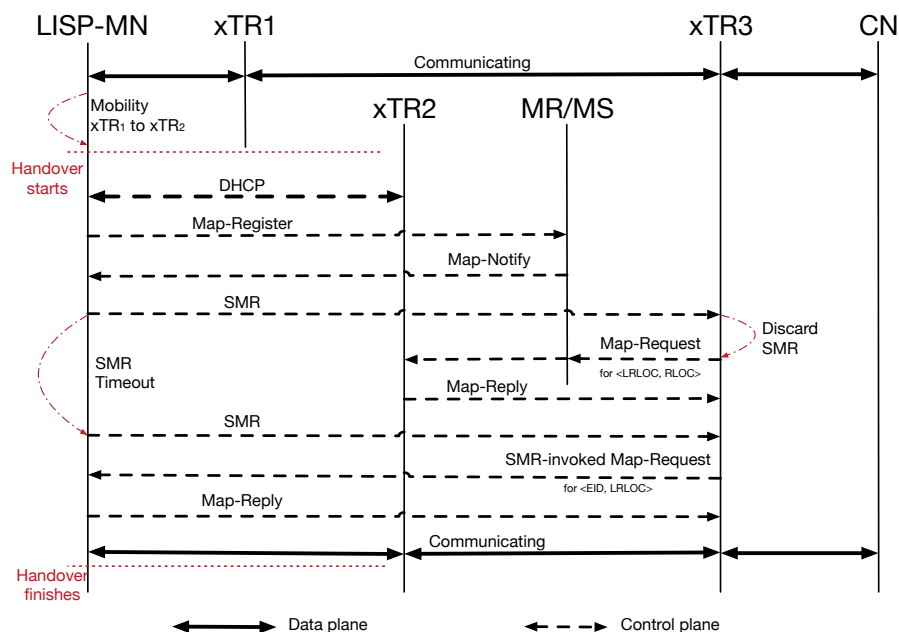 LISP-MN xTR1 xTR3 CN
Communicating
Mobility
xTR1 to xTR2
xTR2 MR/MS
Handover
starts
DHCP
Map-Register
Map-Notify
SMR
Discard
SMR
Map-Request
for <LRLOC, RLOC>
SMR
Timeout
Map-Reply
SMR
SMR-invoked Map-Request
for <EID, LRLOC>
Map-Reply
Communicating
Handover
finishes
Data plane Control plane